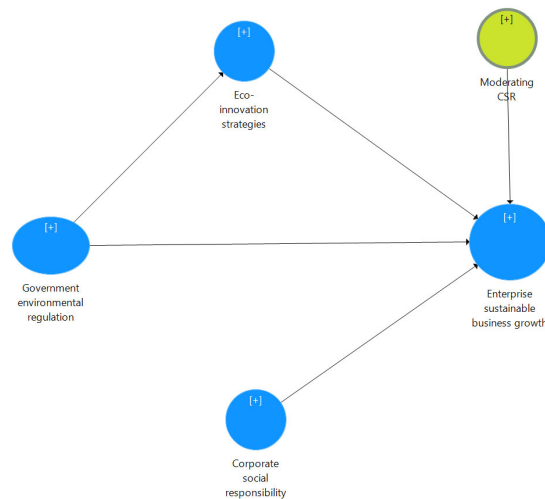 [+]
Eco-
innovation
strategies
[+]
Moderating
CSR
[+]
Government
environmental
regulation
[+]
Enterprise
sustainable
business growth
[+]
Corporate
social
responsibility